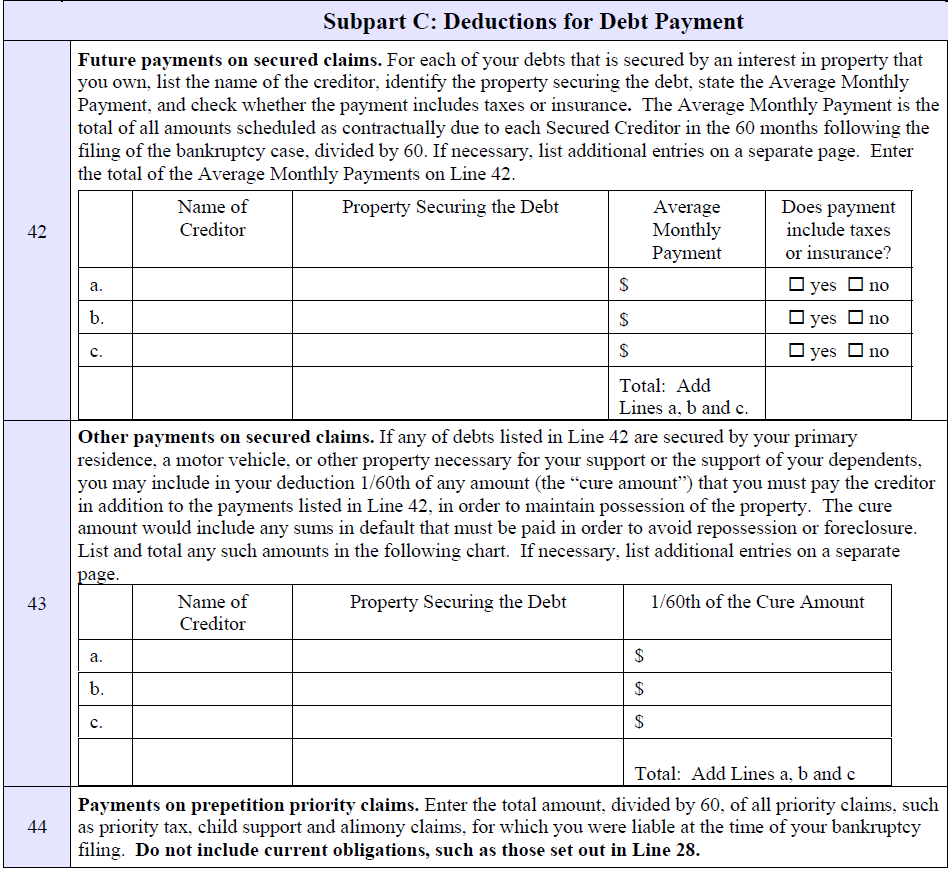 Subpart C: Deductions for Debt Payment
42
Future payments on secured claims. For each of your debts that is secured by an interest in property that
you own, list the name of the creditor, identify the property securing the debt, state the Average Monthly
Payment, and check whether the payment includes taxes or insurance. The Average Monthly Payment is the
total of all amounts scheduled as contractually due to each Secured Creditor in the 60 months following the
filing of the bankruptcy case, divided by 60. If necessary, list additional entries on a separate page. Enter
the total of the Average Monthly Payments on Line 42.
Name of Creditor Property Securing the Debt Average Monthly Payment Does payment include taxes or insurance?
a. $ ☐ yes ☐ no
b. $ ☐ yes ☐ no
c. $ ☐ yes ☐ no
Total: Add
Lines a, b and c.
43
Other payments on secured claims. If any of debts listed in Line 42 are secured by your primary
residence, a motor vehicle, or other property necessary for your support or the support of your dependents,
you may include in your deduction 1/60th of any amount (the “cure amount”) that you must pay the creditor
in addition to the payments listed in Line 42, in order to maintain possession of the property. The cure
amount would include any sums in default that must be paid in order to avoid repossession or foreclosure.
List and total any such amounts in the following chart. If necessary, list additional entries on a separate
page.
Name of Creditor Property Securing the Debt 1/60th of the Cure Amount
a. $
b. $
c. $
Total: Add Lines a, b and c
44
Payments on prepetition priority claims. Enter the total amount, divided by 60, of all priority claims, such
as priority tax, child support and alimony claims, for which you were liable at the time of your bankruptcy
filing. Do not include current obligations, such as those set out in Line 28.